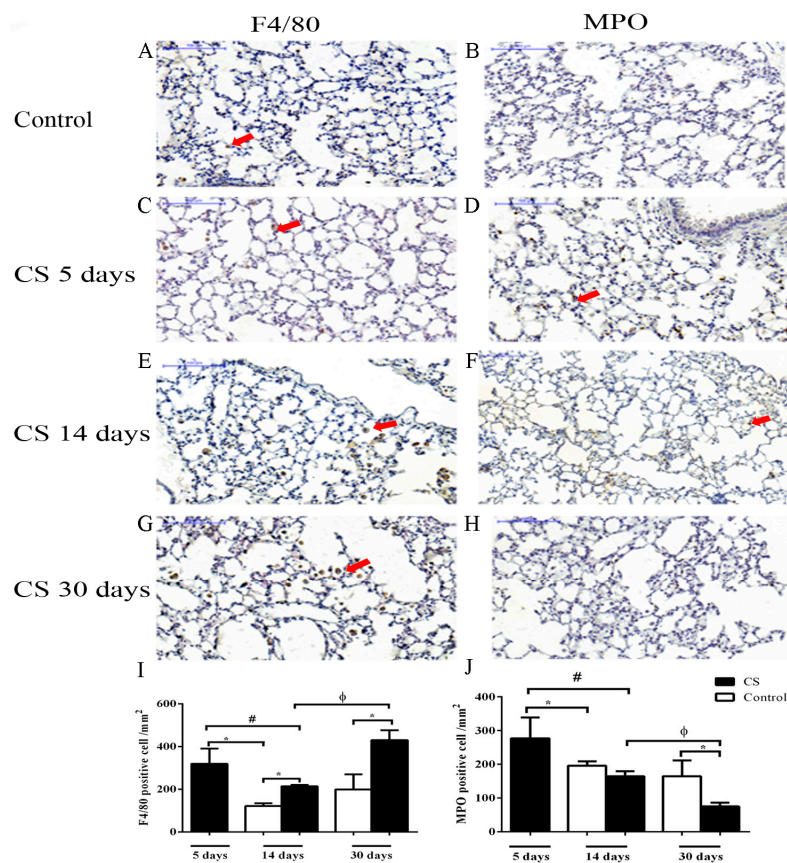 F4/80 MPO
A B
Control
C D
CS 5 days
E F
CS 14 days
G H
CS 30 days
I J
F4/80 positive cell /mm²
600
400
200
0
#
ϕ
*
*
*
5 days 14 days 30 days
MPO positive cell /mm²
400
300
200
100
0
#
ϕ
*
*
CS
Control
5 days 14 days 30 days